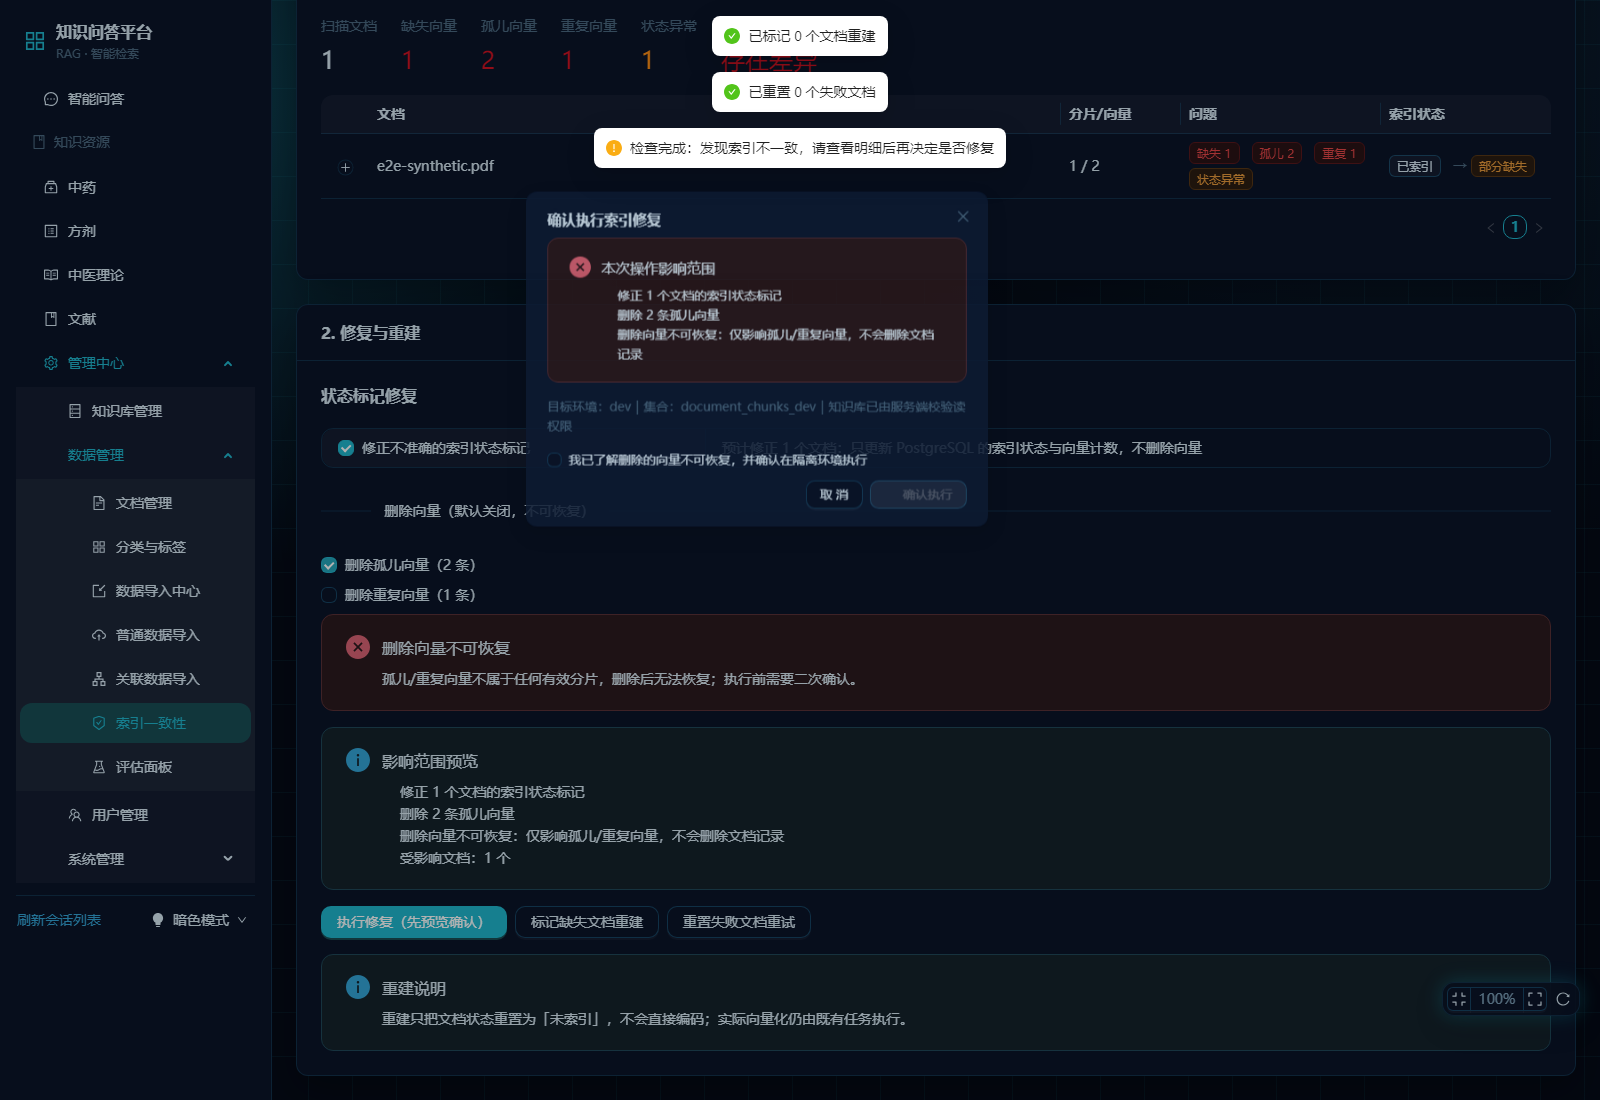 知识问答平台
RAG · 智能检索
智能问答
知识资源
中药
方剂
中医理论
文献
管理中心
知识库管理
数据管理
文档管理
分类与标签
数据导入中心
普通数据导入
关联数据导入
索引一致性
评估面板
用户管理
系统管理
刷新会话列表
暗色模式
扫描文档 缺失向量 孤儿向量 重复向量 状态异常
1 1 2 1 1 存在差异
已标记 0 个文档重建
已重置 0 个失败文档
检查完成：发现索引不一致，请查看明细后再决定是否修复
文档 分片/向量 问题 索引状态
e2e-synthetic.pdf 1 / 2 缺失 1 孤儿 2 重复 1 已索引 → 部分缺失
状态异常
1
确认执行索引修复
本次操作影响范围
修正 1 个文档的索引状态标记
删除 2 条孤儿向量
删除向量不可恢复：仅影响孤儿/重复向量，不会删除文档
记录
目标环境：dev | 集合：document_chunks_dev | 知识库已由服务端校验读
权限
我已了解删除的向量不可恢复，并确认在隔离环境执行
取 消 确认执行
2. 修复与重建
状态标记修复
修正不准确的索引状态标记 预计修正 1 个文档：只更新 PostgreSQL 的索引状态与向量计数，不删除向量
删除向量（默认关闭，不可恢复）
删除孤儿向量（2 条）
删除重复向量（1 条）
删除向量不可恢复
孤儿/重复向量不属于任何有效分片，删除后无法恢复；执行前需要二次确认。
影响范围预览
修正 1 个文档的索引状态标记
删除 2 条孤儿向量
删除向量不可恢复：仅影响孤儿/重复向量，不会删除文档记录
受影响文档：1 个
执行修复（先预览确认） 标记缺失文档重建 重置失败文档重试
重建说明
重建只把文档状态重置为「未索引」，不会直接编码；实际向量化仍由既有任务执行。
100%